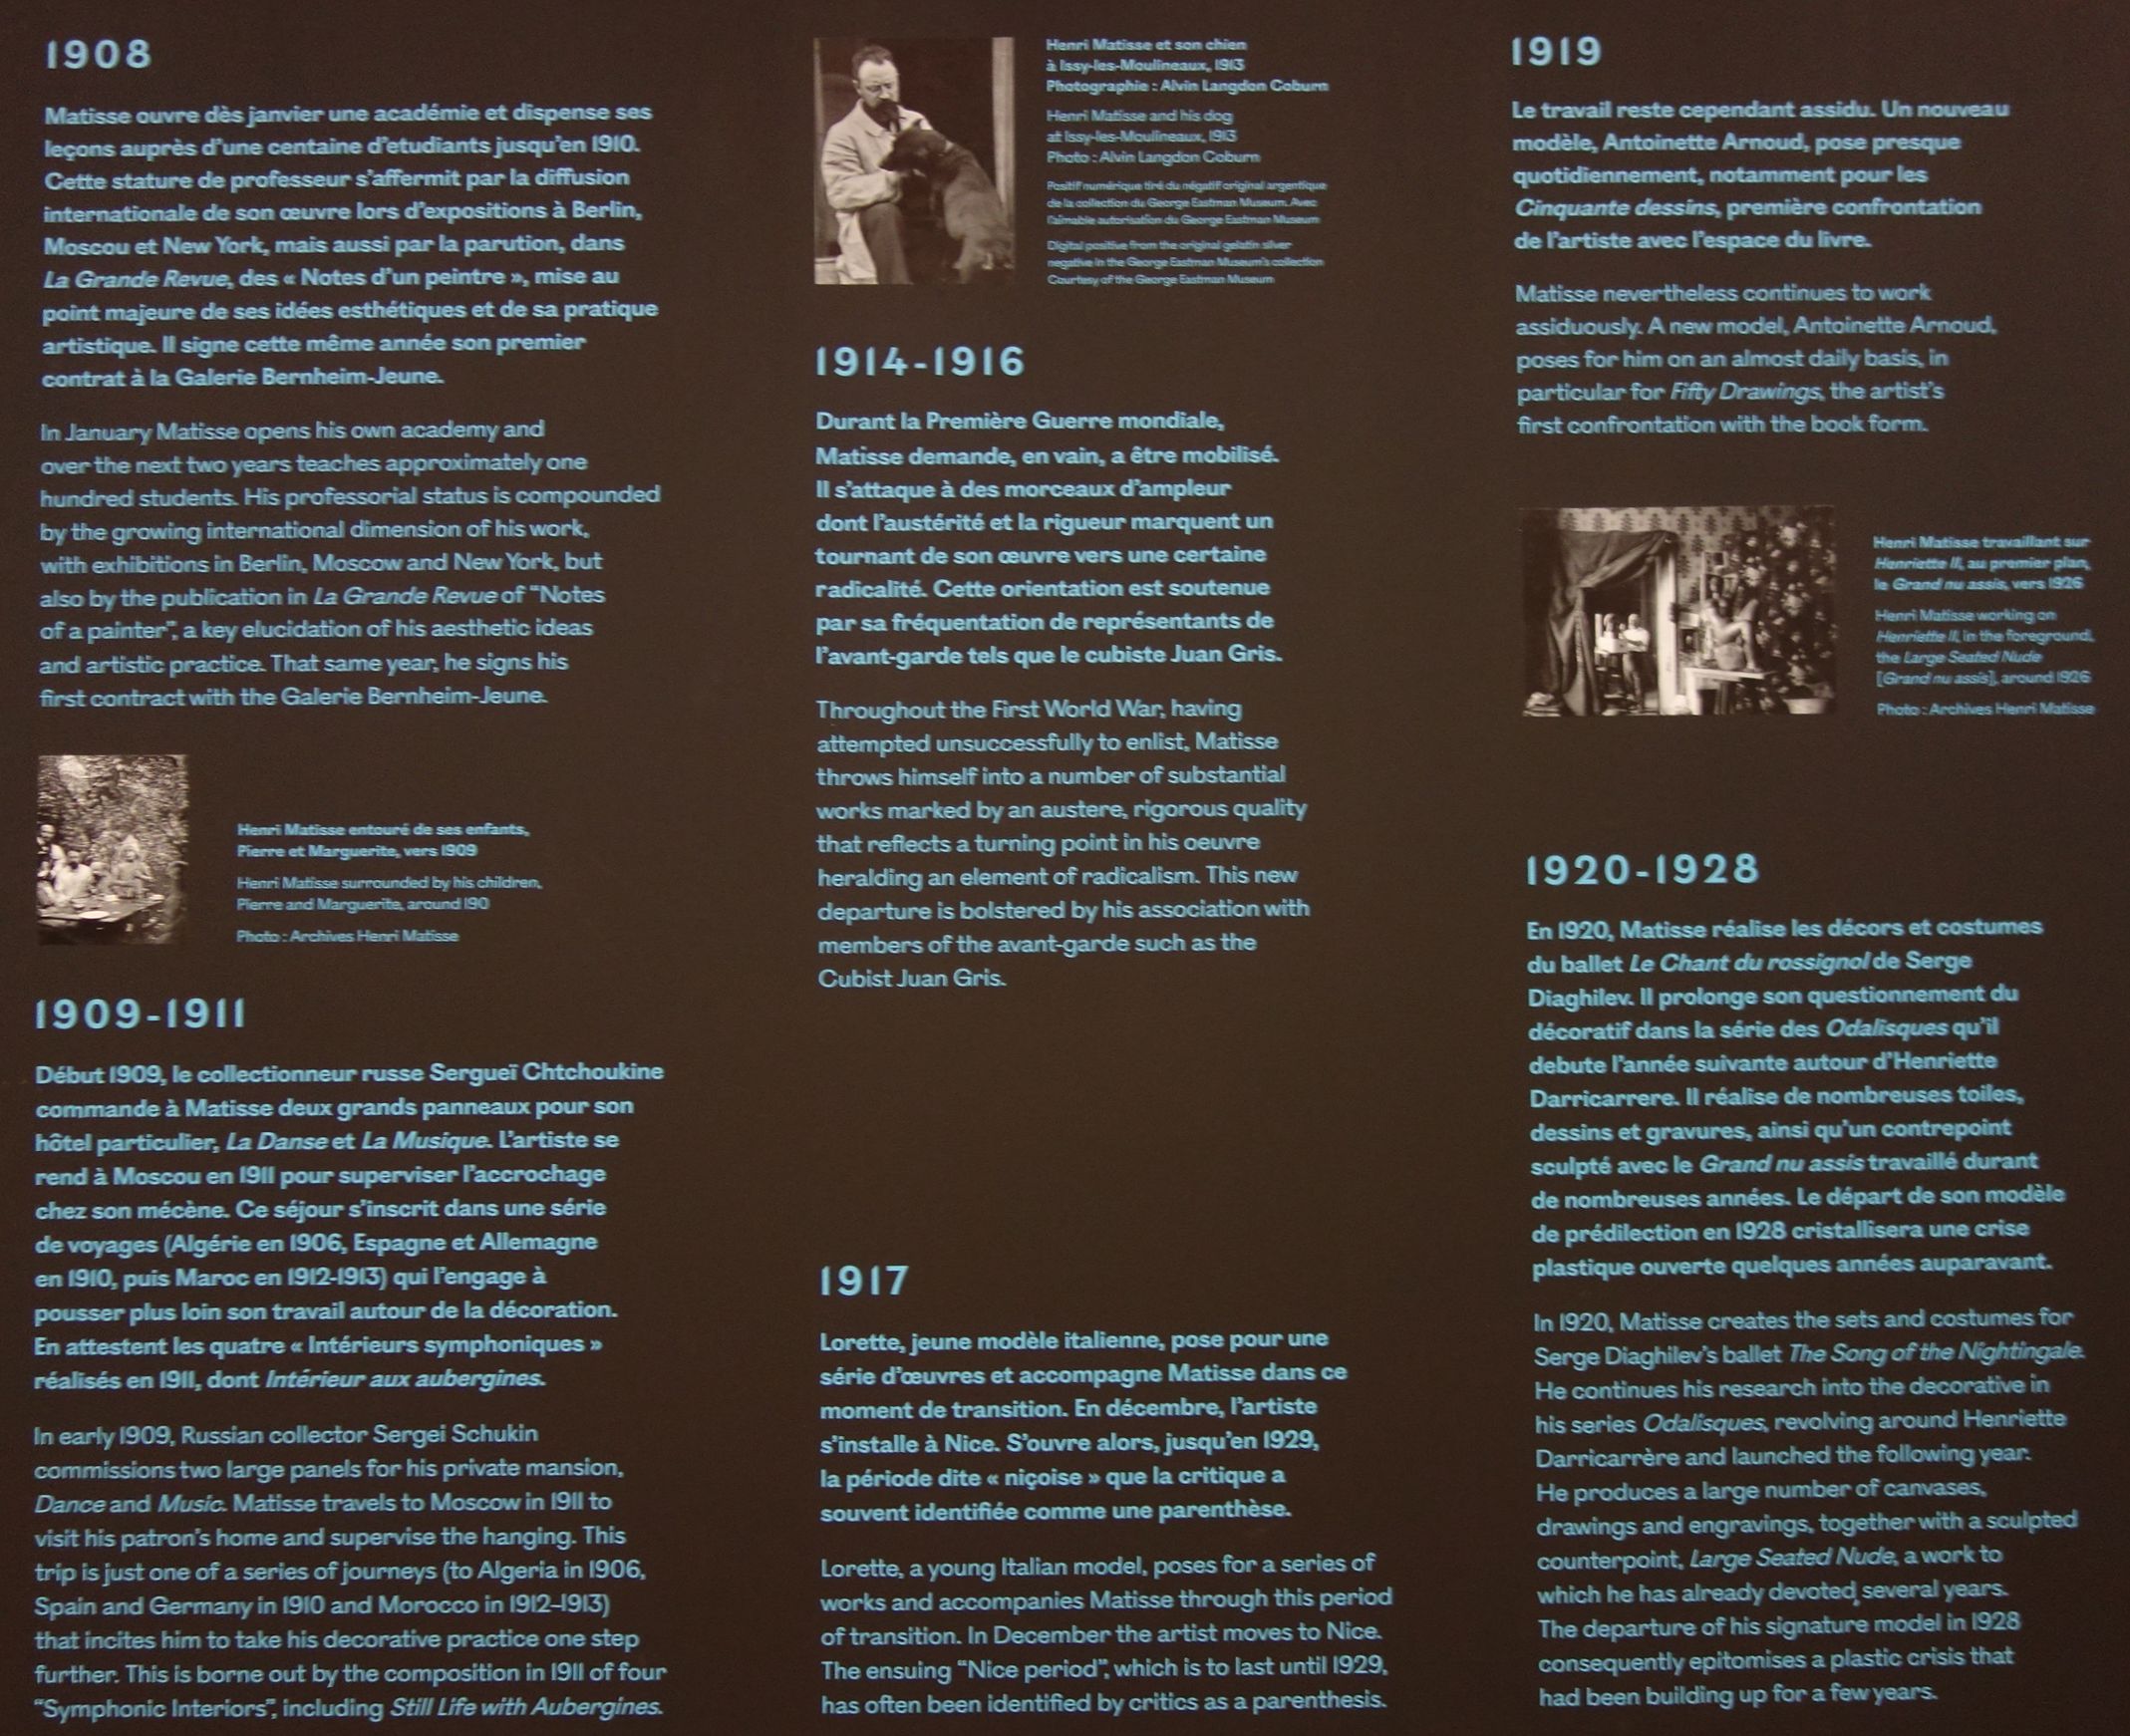 1908
Matisse ouvre dès janvier une académie et dispense ses
leçons auprès d'une centaine d'etudiants jusqu'en 1910.
Cette stature de professeur s'affermit par la diffusion
internationale de son œuvre lors d'expositions à Berlin,
Moscou et New York, mais aussi par la parution, dans
La Grande Revue, des « Notes d'un peintre », mise au
point majeure de ses idées esthétiques et de sa pratique
artistique. Il signe cette même année son premier
contrat à la Galerie Bernheim-Jeune.
In January Matisse opens his own academy and
over the next two years teaches approximately one
hundred students. His professorial status is compounded
by the growing international dimension of his work,
with exhibitions in Berlin, Moscow and New York, but
also by the publication in La Grande Revue of “Notes
of a painter”, a key elucidation of his aesthetic ideas
and artistic practice. That same year, he signs his
first contract with the Galerie Bernheim-Jeune.
Henri Matisse entouré de ses enfants,
Pierre et Marguerite, vers 1909
Henri Matisse surrounded by his children,
Pierre and Marguerite, around 190
Photo : Archives Henri Matisse
1909-1911
Début 1909, le collectionneur russe Sergueï Chtchoukine
commande à Matisse deux grands panneaux pour son
hôtel particulier, La Danse et La Musique. L'artiste se
rend à Moscou en 1911 pour superviser l'accrochage
chez son mécène. Ce séjour s'inscrit dans une série
de voyages (Algérie en 1906, Espagne et Allemagne
en 1910, puis Maroc en 1912-1913) qui l'engage à
pousser plus loin son travail autour de la décoration.
En attestent les quatre « Intérieurs symphoniques »
réalisés en 1911, dont Intérieur aux aubergines.
In early 1909, Russian collector Sergei Schukin
commissions two large panels for his private mansion,
Dance and Music. Matisse travels to Moscow in 1911 to
visit his patron's home and supervise the hanging. This
trip is just one of a series of journeys (to Algeria in 1906,
Spain and Germany in 1910 and Morocco in 1912–1913)
that incites him to take his decorative practice one step
further. This is borne out by the composition in 1911 of four
“Symphonic Interiors”, including Still Life with Aubergines.
Henri Matisse et son chien
à Issy-les-Moulineaux, 1913
Photographie : Alvin Langdon Coburn
Henri Matisse and his dog
at Issy-les-Moulineaux, 1913
Photo : Alvin Langdon Coburn
Positif numérique tiré du négatif original argentique
de la collection du George Eastman Museum. Avec
l'aimable autorisation du George Eastman Museum
Digital positive from the original gelatin silver
negative in the George Eastman Museum's collection
Courtesy of the George Eastman Museum
1914-1916
Durant la Première Guerre mondiale,
Matisse demande, en vain, a être mobilisé.
Il s'attaque à des morceaux d'ampleur
dont l'austérité et la rigueur marquent un
tournant de son œuvre vers une certaine
radicalité. Cette orientation est soutenue
par sa fréquentation de représentants de
l'avant-garde tels que le cubiste Juan Gris.
Throughout the First World War, having
attempted unsuccessfully to enlist, Matisse
throws himself into a number of substantial
works marked by an austere, rigorous quality
that reflects a turning point in his oeuvre
heralding an element of radicalism. This new
departure is bolstered by his association with
members of the avant-garde such as the
Cubist Juan Gris.
1917
Lorette, jeune modèle italienne, pose pour une
série d'œuvres et accompagne Matisse dans ce
moment de transition. En décembre, l'artiste
s'installe à Nice. S'ouvre alors, jusqu'en 1929,
la période dite « niçoise » que la critique a
souvent identifiée comme une parenthèse.
Lorette, a young Italian model, poses for a series of
works and accompanies Matisse through this period
of transition. In December the artist moves to Nice.
The ensuing “Nice period”, which is to last until 1929,
has often been identified by critics as a parenthesis.
1919
Le travail reste cependant assidu. Un nouveau
modèle, Antoinette Arnoud, pose presque
quotidiennement, notamment pour les
Cinquante dessins, première confrontation
de l'artiste avec l'espace du livre.
Matisse nevertheless continues to work
assiduously. A new model, Antoinette Arnoud,
poses for him on an almost daily basis, in
particular for Fifty Drawings, the artist's
first confrontation with the book form.
Henri Matisse travaillant sur
Henriette II, au premier plan,
le Grand nu assis, vers 1926
Henri Matisse working on
Henriette II, in the foreground,
the Large Seated Nude
[Grand nu assis], around 1926
Photo : Archives Henri Matisse
1920-1928
En 1920, Matisse réalise les décors et costumes
du ballet Le Chant du rossignol de Serge
Diaghilev. Il prolonge son questionnement du
décoratif dans la série des Odalisques qu'il
debute l'année suivante autour d'Henriette
Darricarrere. Il réalise de nombreuses toiles,
dessins et gravures, ainsi qu'un contrepoint
sculpté avec le Grand nu assis travaillé durant
de nombreuses années. Le départ de son modèle
de prédilection en 1928 cristallisera une crise
plastique ouverte quelques années auparavant.
In 1920, Matisse creates the sets and costumes for
Serge Diaghilev's ballet The Song of the Nightingale.
He continues his research into the decorative in
his series Odalisques, revolving around Henriette
Darricarrère and launched the following year.
He produces a large number of canvases,
drawings and engravings, together with a sculpted
counterpoint, Large Seated Nude, a work to
which he has already devoted several years.
The departure of his signature model in 1928
consequently epitomises a plastic crisis that
had been building up for a few years.